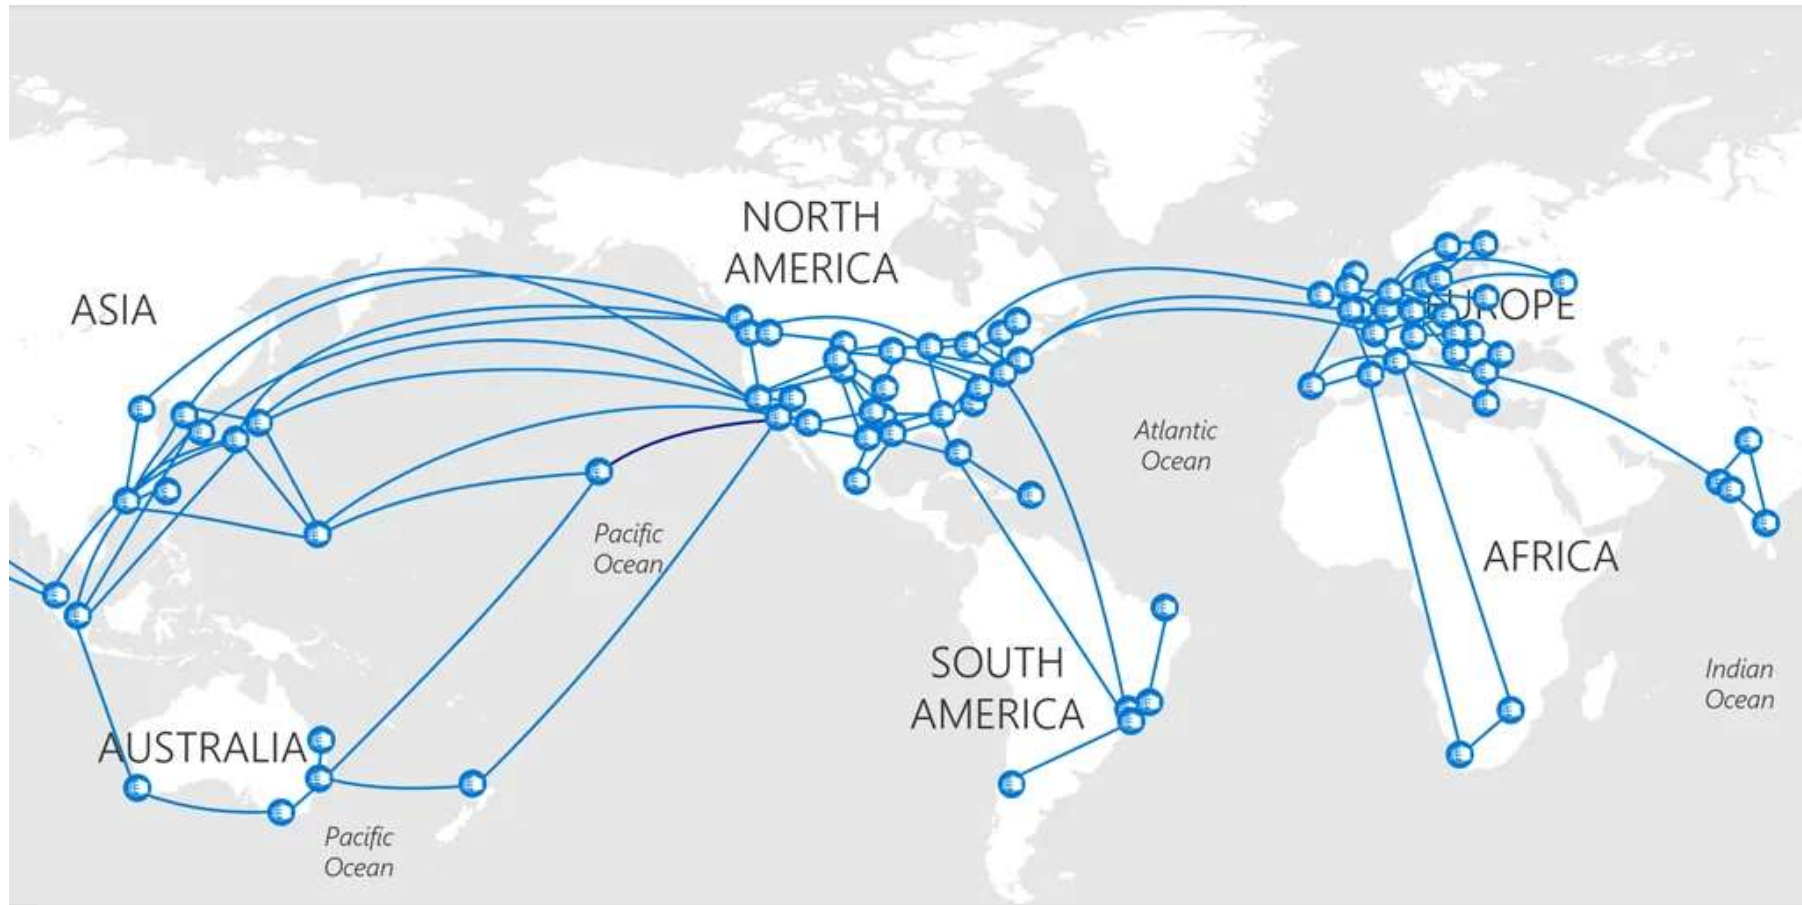 NORTH
AMERICA
ASIA
EUROPE
Atlantic
Ocean
Pacific
Ocean
AFRICA
SOUTH
AMERICA
Indian
Ocean
AUSTRALIA
Pacific
Ocean